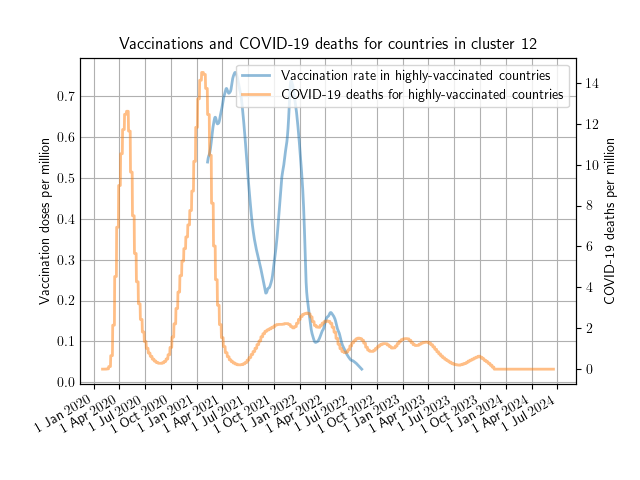 Vaccinations and COVID-19 deaths for countries in cluster 12
Vaccination rate in highly-vaccinated countries
COVID-19 deaths for highly-vaccinated countries
Vaccination doses per million
0.7
0.6
0.5
0.4
0.3
0.2
0.1
0.0
14
12
10
8
6
4
2
0
COVID-19 deaths per million
1 Jan 2020
1 Apr 2020
1 Jul 2020
1 Oct 2020
1 Jan 2021
1 Apr 2021
1 Jul 2021
1 Oct 2021
1 Jan 2022
1 Apr 2022
1 Jul 2022
1 Oct 2022
1 Jan 2023
1 Apr 2023
1 Jul 2023
1 Oct 2023
1 Jan 2024
1 Apr 2024
1 Jul 2024